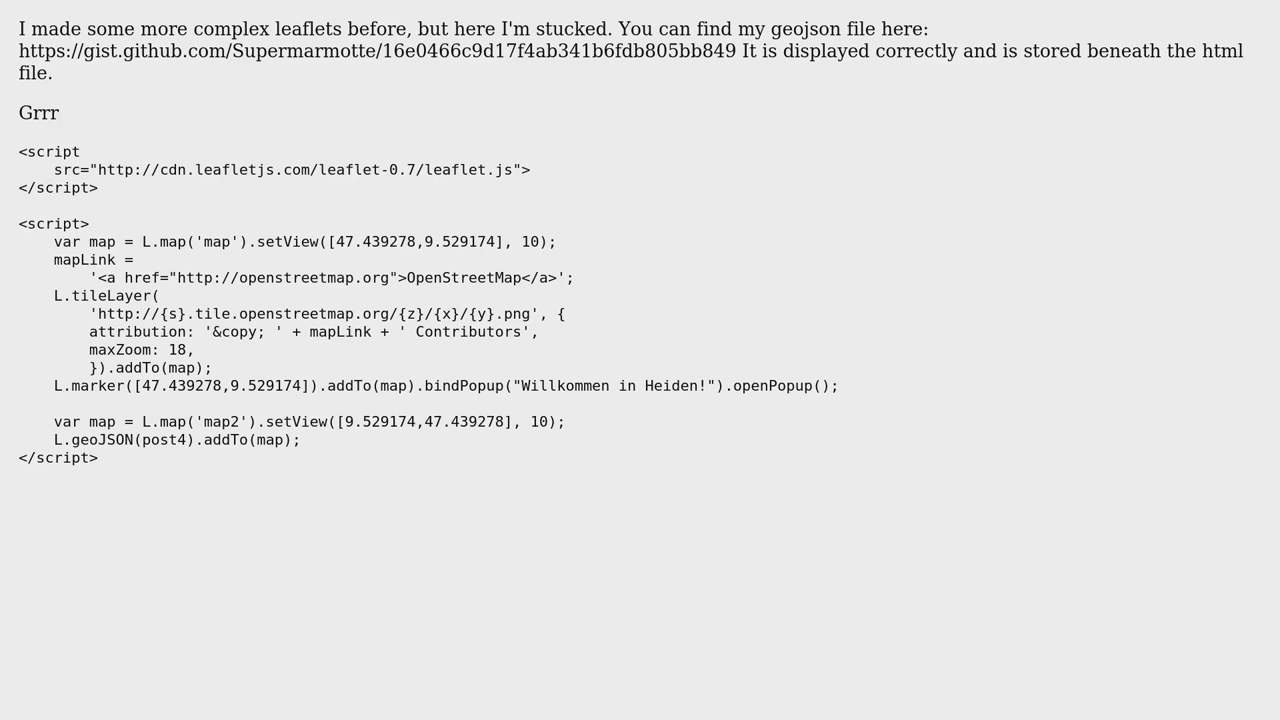 I made some more complex leaflets before, but here I'm stucked. You can find my geojson file here:
https://gist.github.com/Supermarmotte/16e0466c9d17f4ab341b6fdb805bb849 It is displayed correctly and is stored beneath the html
file.
Grrr
<script
    src="http://cdn.leafletjs.com/leaflet-0.7/leaflet.js">
</script>
<script>
    var map = L.map('map').setView([47.439278,9.529174], 10);
    mapLink =
        '<a href="http://openstreetmap.org">OpenStreetMap</a>';
    L.tileLayer(
        'http://{s}.tile.openstreetmap.org/{z}/{x}/{y}.png', {
        attribution: '&copy; ' + mapLink + ' Contributors',
        maxZoom: 18,
        }).addTo(map);
    L.marker([47.439278,9.529174]).addTo(map).bindPopup("Willkommen in Heiden!").openPopup();
    var map = L.map('map2').setView([9.529174,47.439278], 10);
    L.geoJSON(post4).addTo(map);
</script>